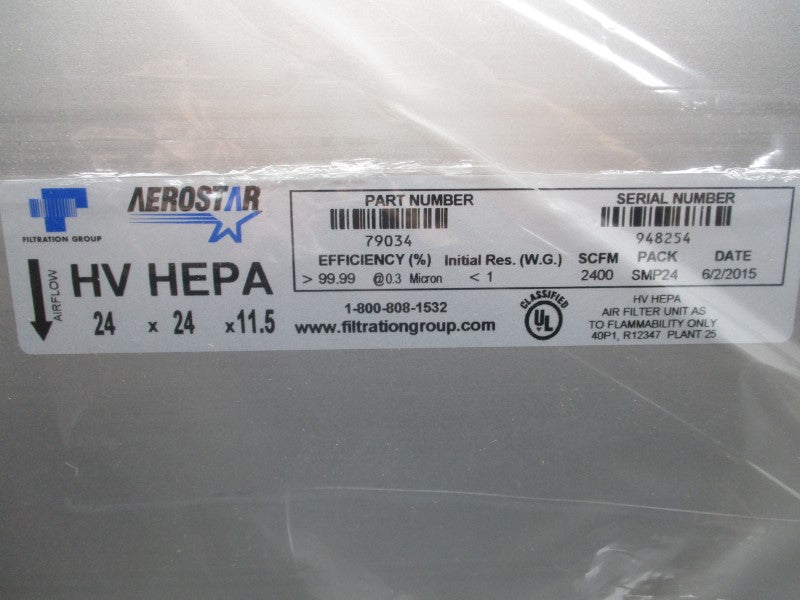 FILTRATION GROUP
AEROSTAR
AIRFLOW
HV HEPA
24 x 24 x11.5
PART NUMBER
79034
SERIAL NUMBER
948254
EFFICIENCY (%) Initial Res. (W.G.) SCFM PACK DATE
> 99.99 @0.3 Micron < 1 2400 SMP24 6/2/2015
1-800-808-1532
www.filtrationgroup.com
CLASSIFIED
UL
HV HEPA
AIR FILTER UNIT AS
TO FLAMMABILITY ONLY
40P1, R12347 PLANT 25